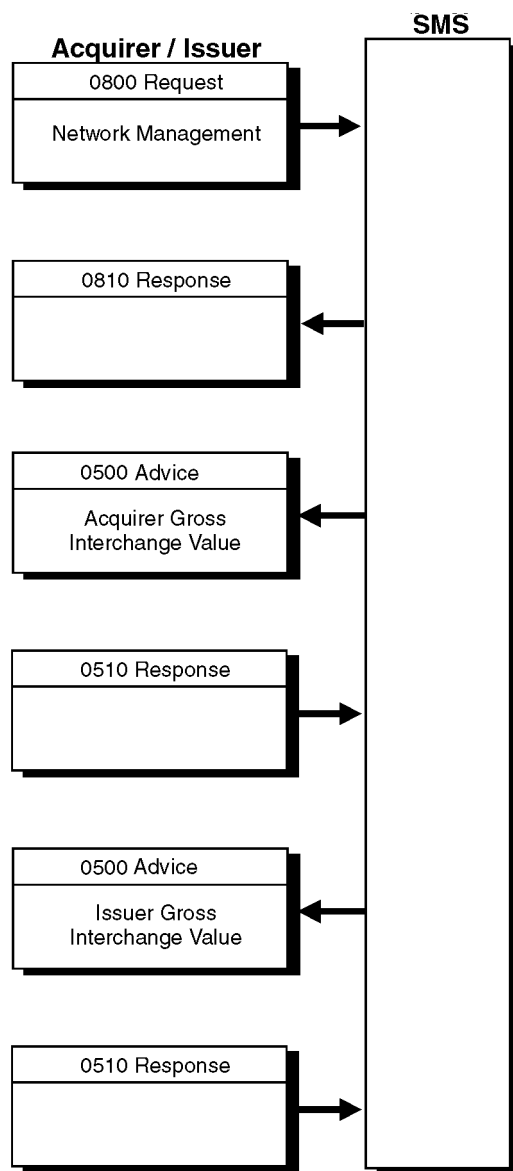 SMS
Acquirer / Issuer
0800 Request
Network Management
0810 Response
0500 Advice
Acquirer Gross
Interchange Value
0510 Response
0500 Advice
Issuer Gross
Interchange Value
0510 Response